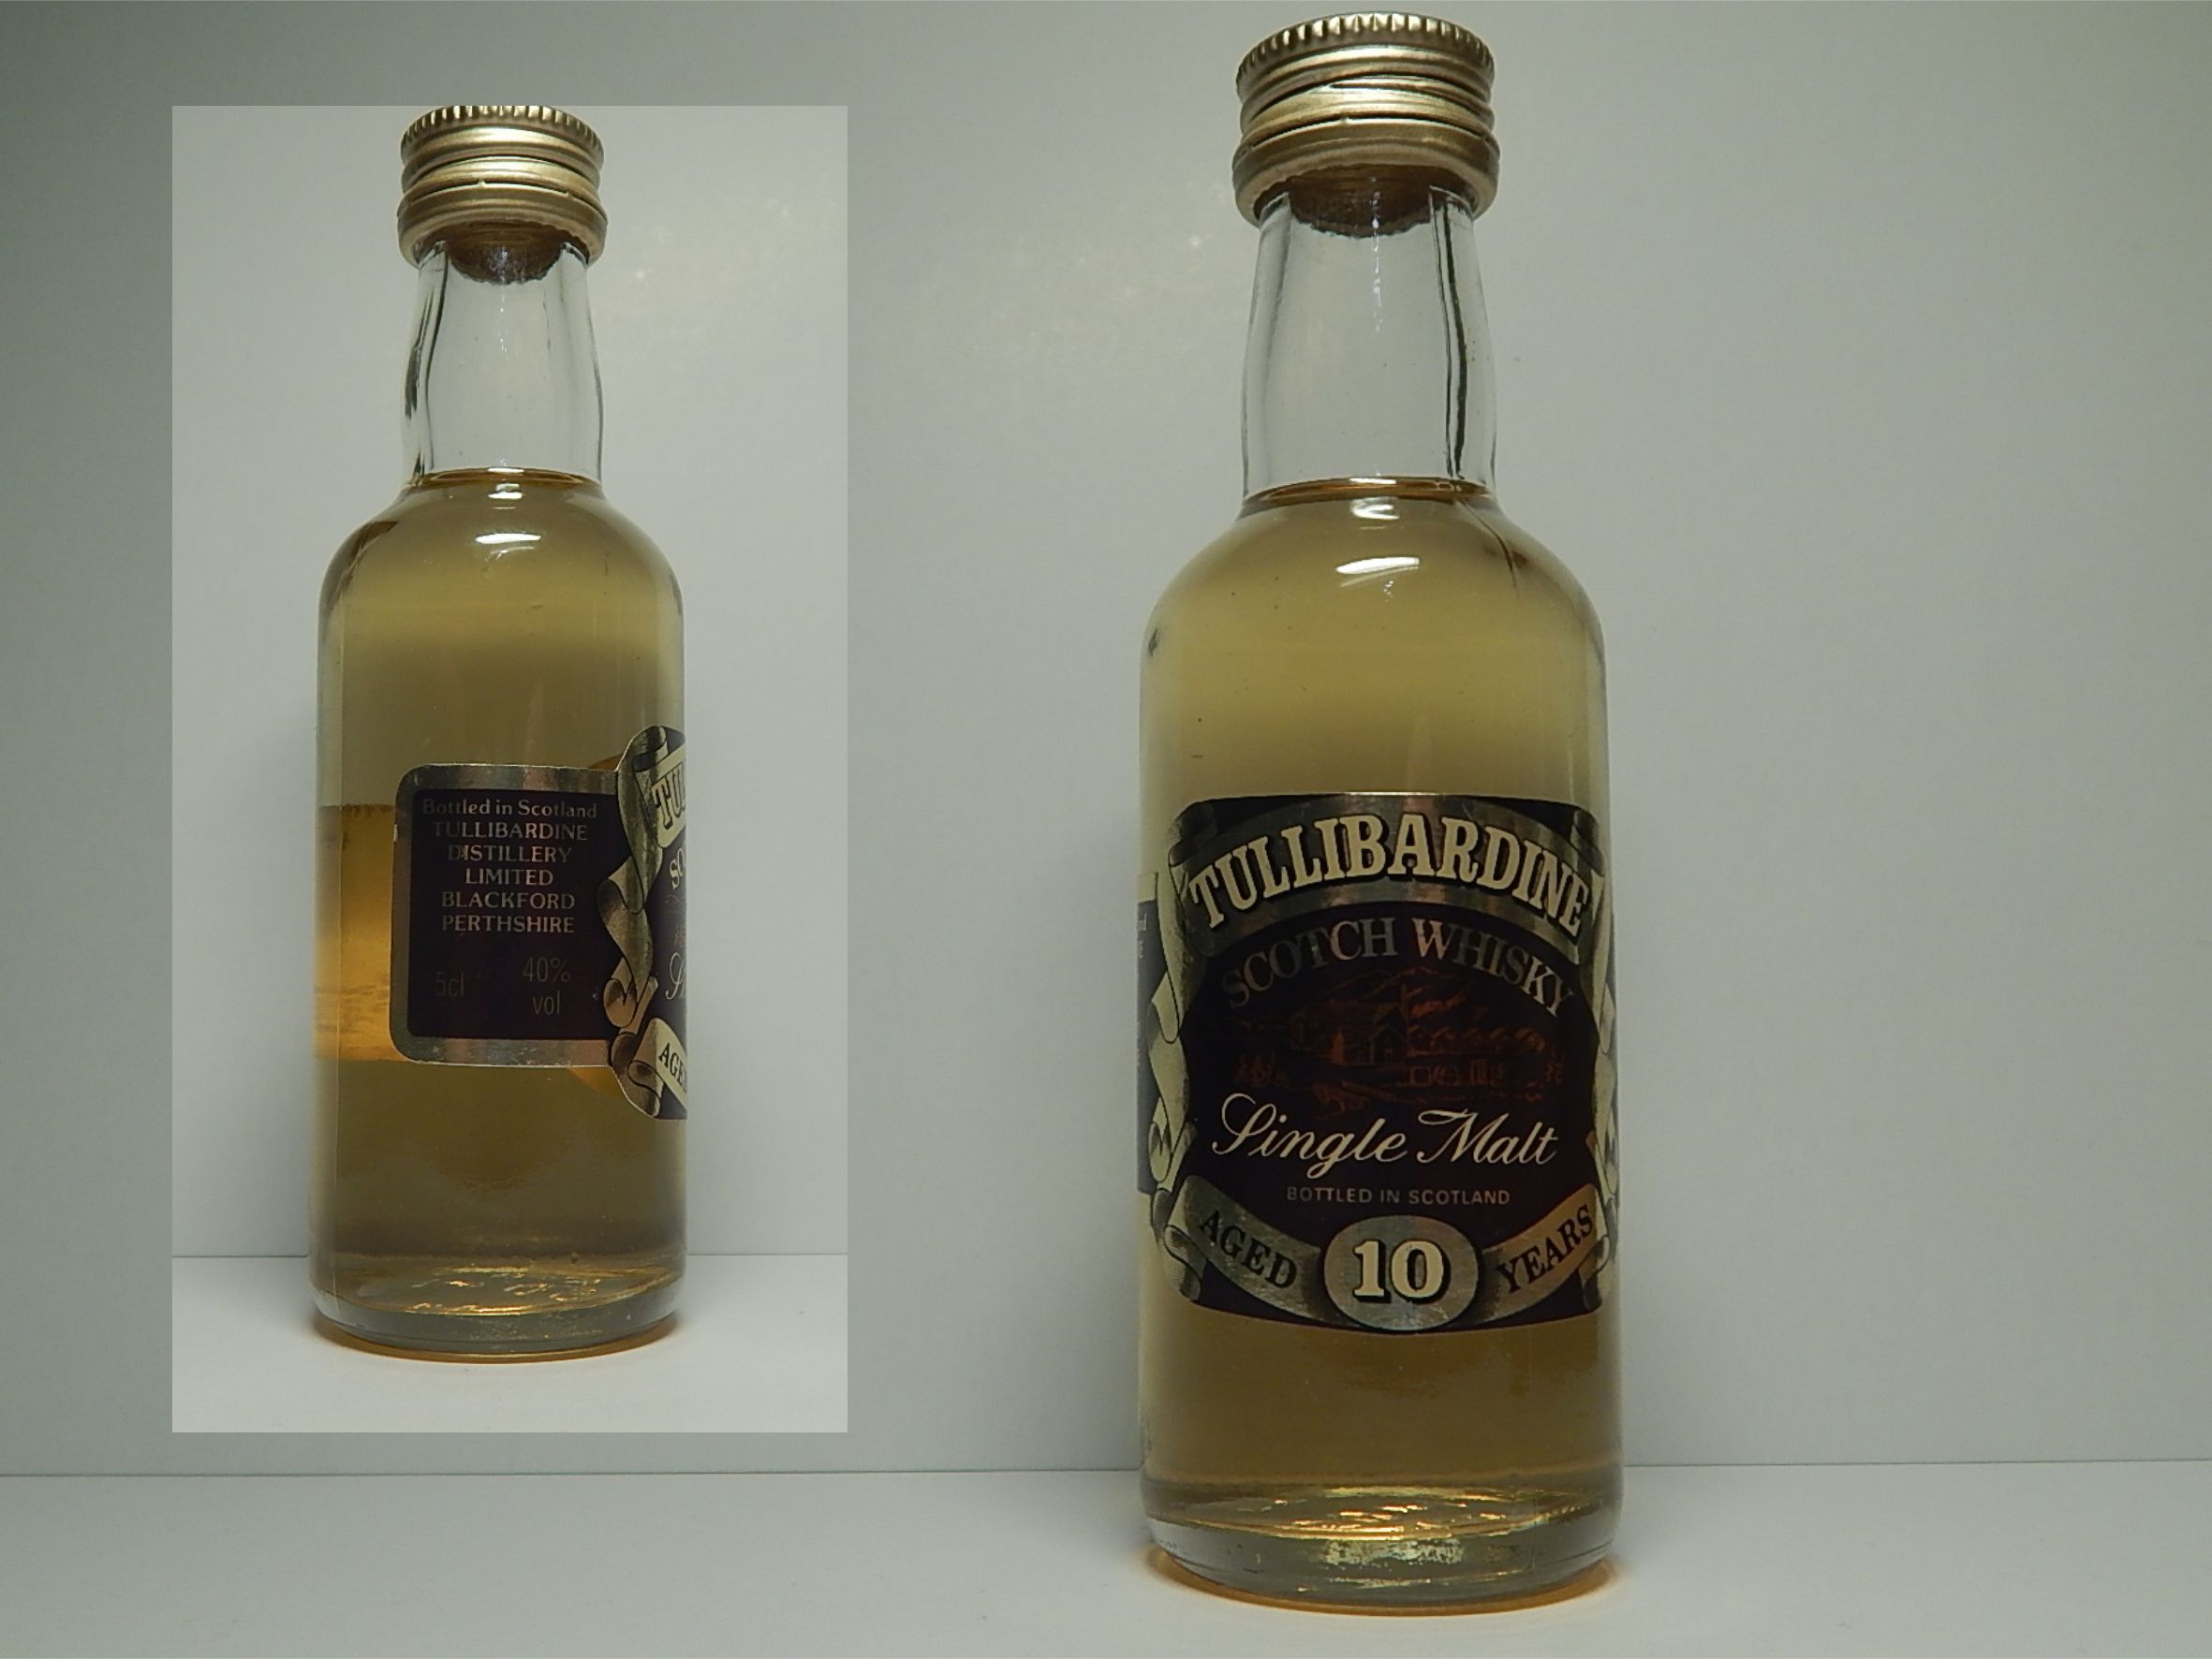 Bottled in Scotland
TULLIBARDINE
DISTILLERY
LIMITED
BLACKFORD
PERTHSHIRE
5cl 40%
vol
TULLIBARDINE
SCOTCH WHISKY
Single Malt
BOTTLED IN SCOTLAND
AGED 10 YEARS